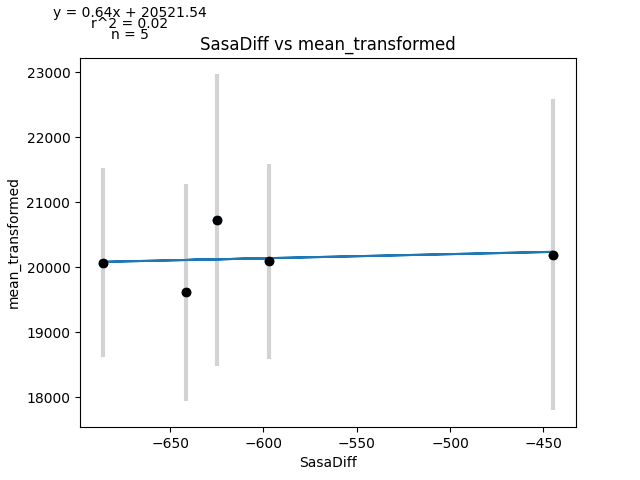 y = 0.64x + 20521.54
r^2 = 0.02
n = 5
SasaDiff vs mean_transformed
23000
22000
21000
20000
19000
18000
mean_transformed
−650
−600
−550
−500
−450
SasaDiff